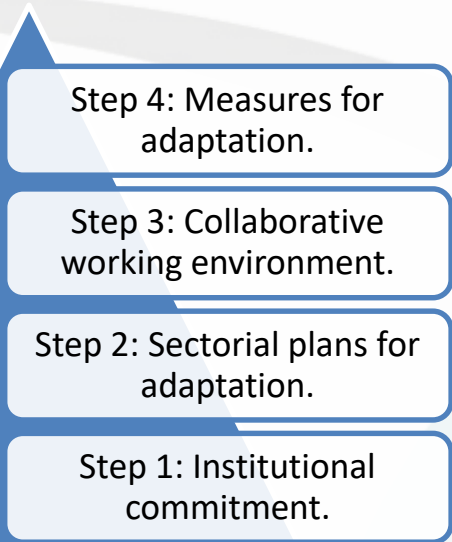 Step 4: Measures for
adaptation.
Step 3: Collaborative
working environment.
Step 2: Sectorial plans for
adaptation.
Step 1: Institutional
commitment.